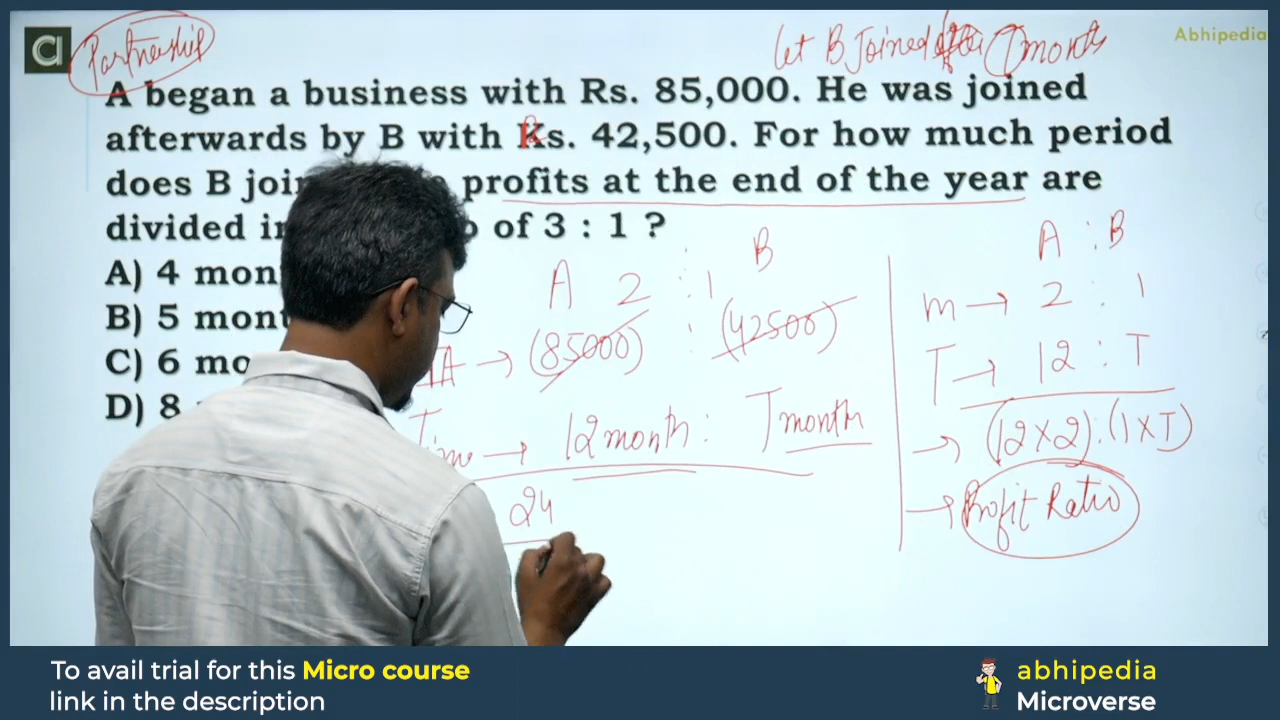 Partnership
let B Joined after T month
Abhipedia
A began a business with Rs. 85,000. He was joined
afterwards by B with Rs. 42,500. For how much period
does B join profits at the end of the year are
divided in of 3 : 1 ?
A) 4 mon
B) 5 mon
C) 6 mo
D) 8
A 2 : 1 B
IA → (85000) : (42500)
Time → 12 month : T month
24
A : B
m → 2 : 1
T → 12 : T
→ (12×2) : (1×T)
→ Profit Ratio
To avail trial for this Micro course
link in the description
abhipedia
Microverse